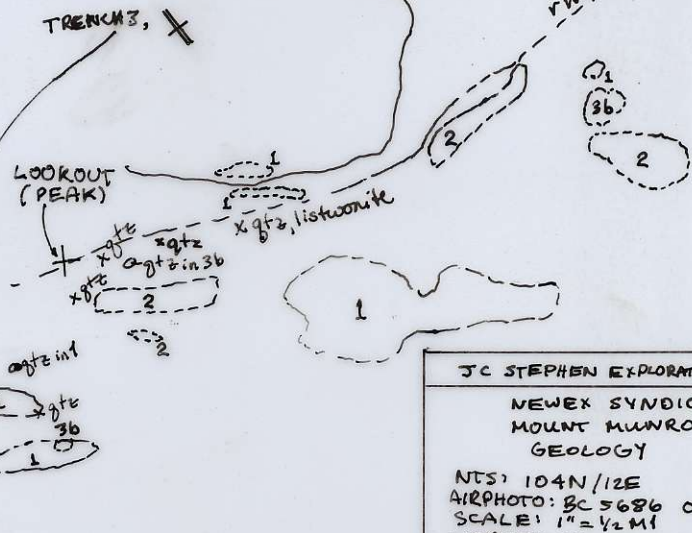 TRENCH 3,
LOOKOUT
(PEAK)
1
1
2
1
3b
2
x qtz, listwonite
x qtz
x qtz
qtz in 3b
x qtz
2
2
1
qtz in 1
x qtz
3b
1
JC STEPHEN EXPLORAT
NEWEX SYNDIC
MOUNT MUNRO
GEOLOGY
NTS: 104N/12E
AIRPHOTO: BC 5686
SCALE: 1" = 1/2 MI